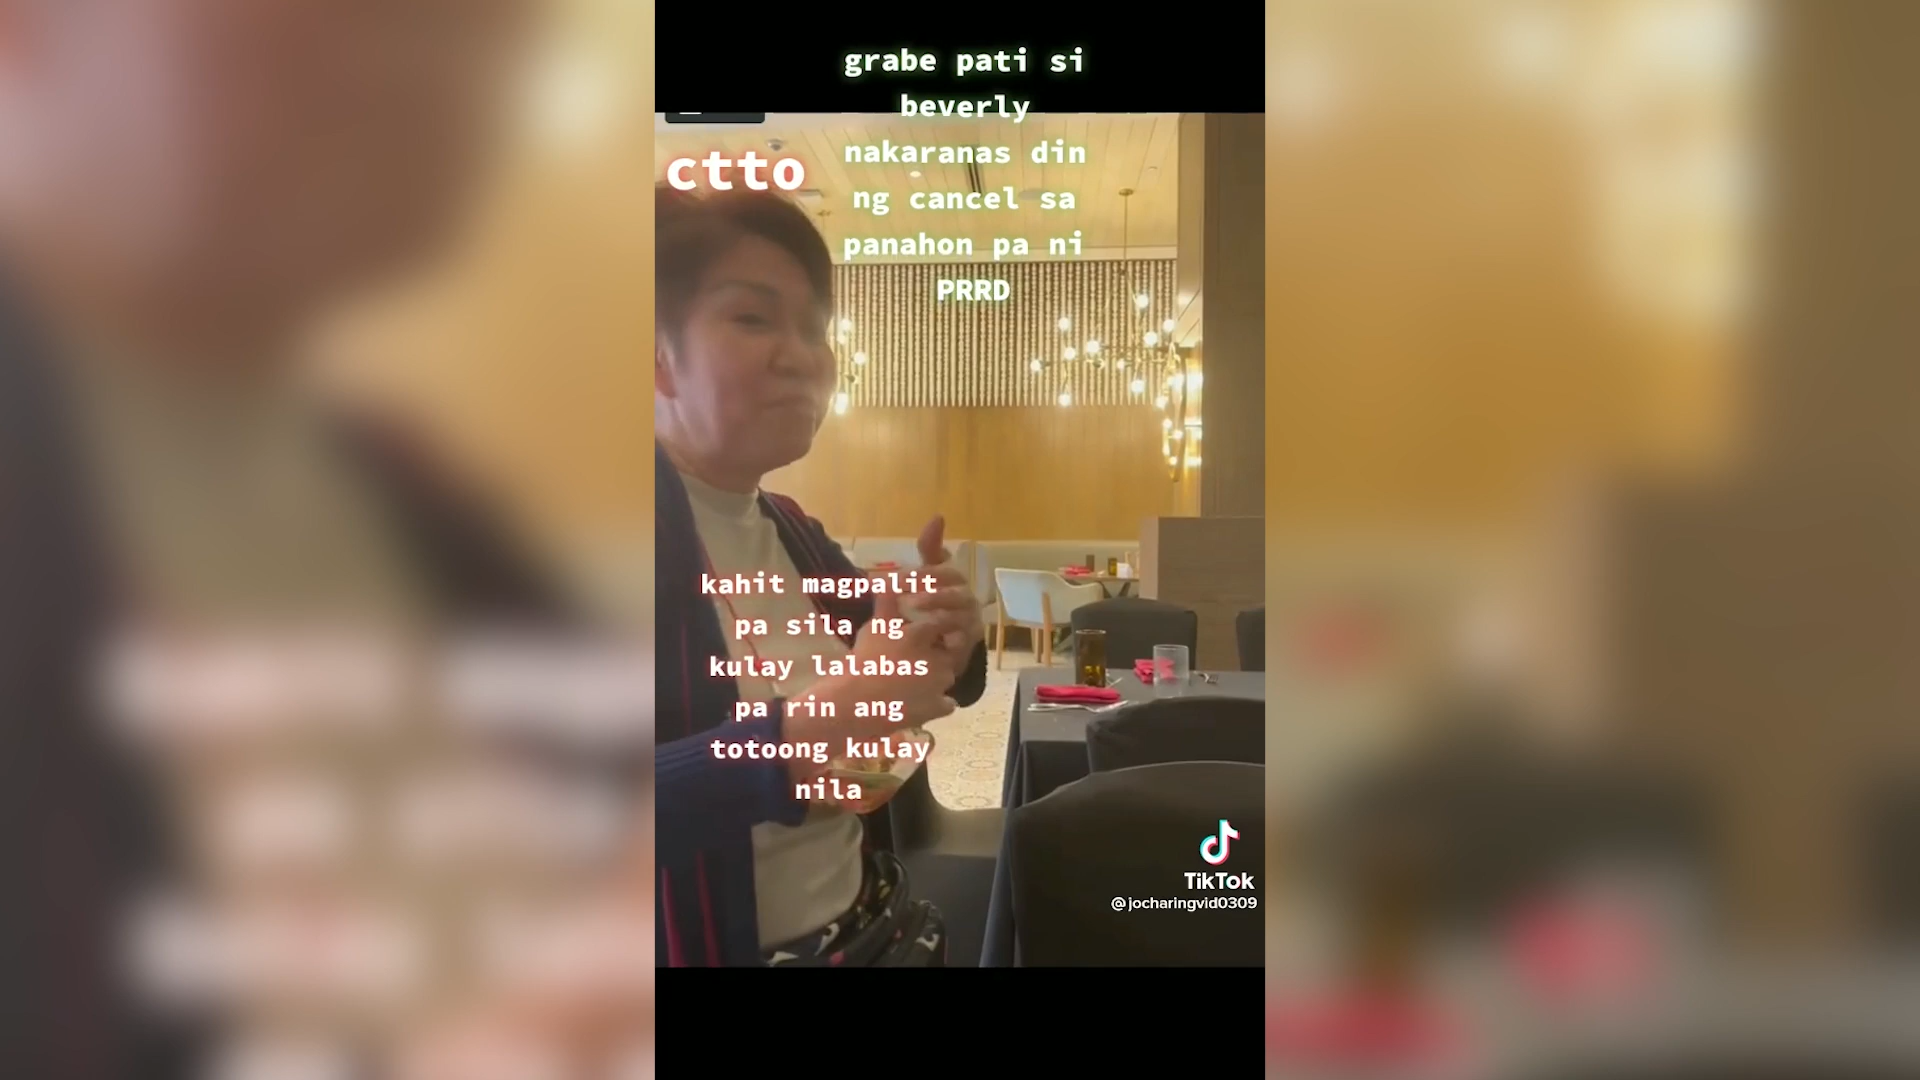 grabe pati si
beverly
nakaranas din
ng cancel sa
panahon pa ni
PRRD
ctto
kahit magpalit
pa sila ng
kulay lalabas
pa rin ang
totoong kulay
nila
TikTok
@jocharingvid0309